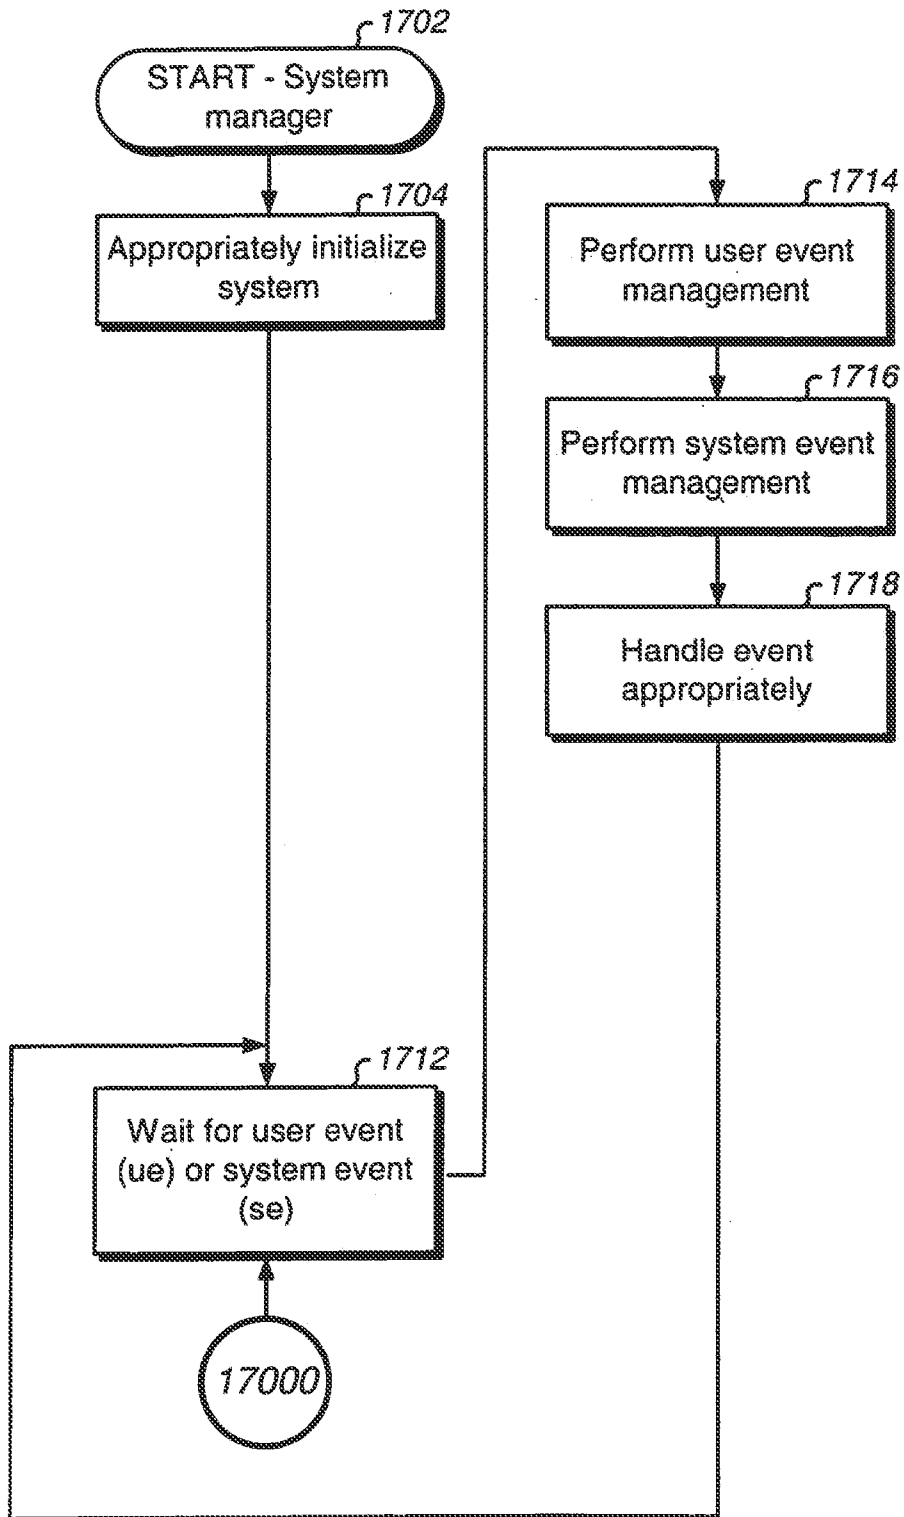 1702
START - System
manager
1704
Appropriately initialize
system
1712
Wait for user event
(ue) or system event
(se)
17000
1714
Perform user event
management
1716
Perform system event
management
1718
Handle event
appropriately